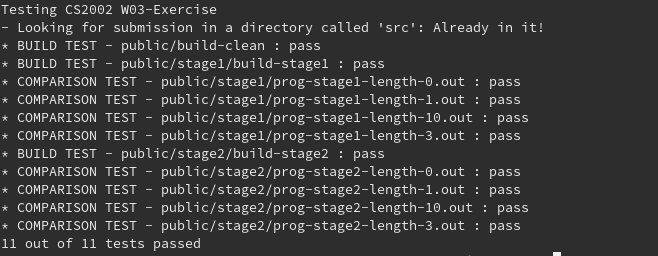 Testing CS2002 W03-Exercise
- Looking for submission in a directory called 'src': Already in it!
* BUILD TEST - public/build-clean : pass
* BUILD TEST - public/stage1/build-stage1 : pass
* COMPARISON TEST - public/stage1/prog-stage1-length-0.out : pass
* COMPARISON TEST - public/stage1/prog-stage1-length-1.out : pass
* COMPARISON TEST - public/stage1/prog-stage1-length-10.out : pass
* COMPARISON TEST - public/stage1/prog-stage1-length-3.out : pass
* BUILD TEST - public/stage2/build-stage2 : pass
* COMPARISON TEST - public/stage2/prog-stage2-length-0.out : pass
* COMPARISON TEST - public/stage2/prog-stage2-length-1.out : pass
* COMPARISON TEST - public/stage2/prog-stage2-length-10.out : pass
* COMPARISON TEST - public/stage2/prog-stage2-length-3.out : pass
11 out of 11 tests passed